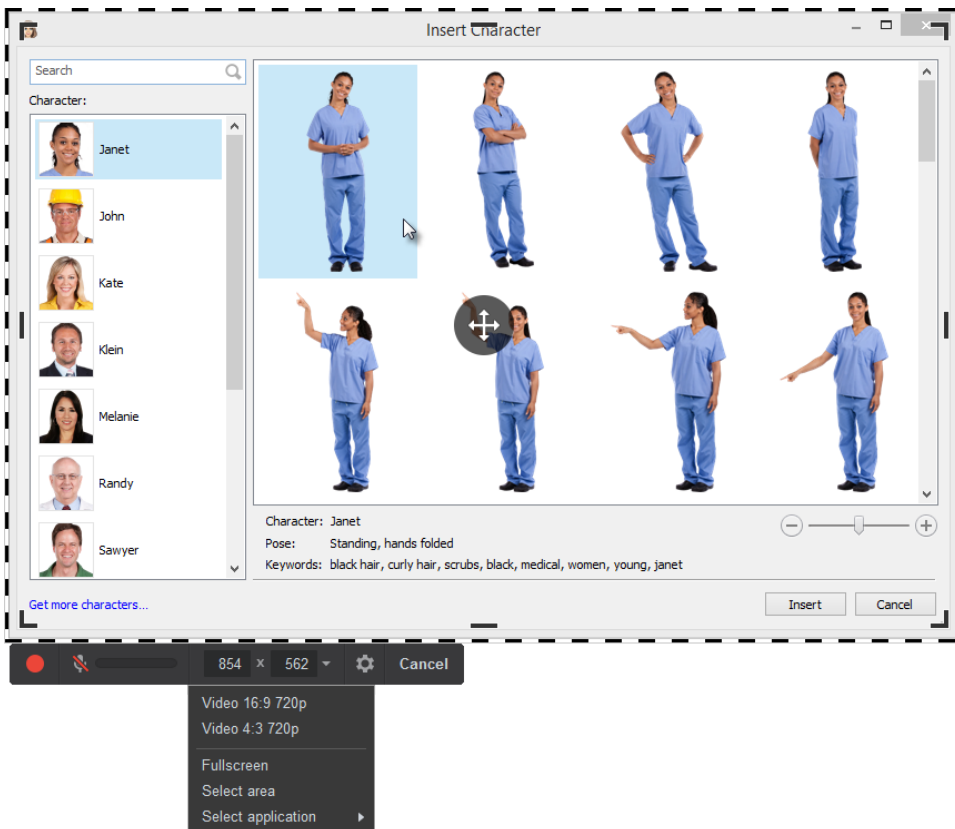 Insert Character
Search
Character:
Janet
John
Kate
Klein
Melanie
Randy
Sawyer
Character: Janet
Pose: Standing, hands folded
Keywords: black hair, curly hair, scrubs, black, medical, women, young, janet
Get more characters...
Insert Cancel
854 x 562 Cancel
Video 16:9 720p
Video 4:3 720p
Fullscreen
Select area
Select application